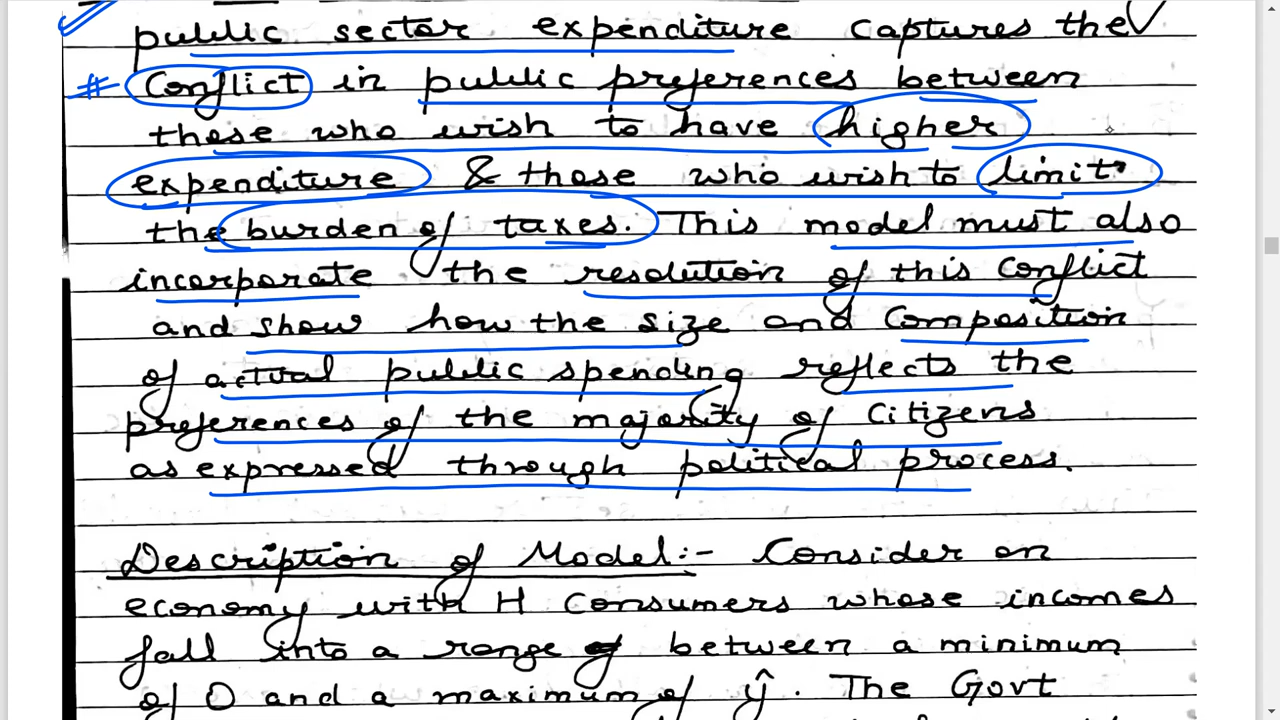 public sector expenditure captures the
# Conflict in public preferences between
those who wish to have higher
expenditure & those who wish to limit
the burden of taxes. This model must also
incorporate the resolution of this conflict
and show how the size and composition
of actual public spending reflects the
preferences of the majority of citizens
as expressed through political process.
Description of Model:- Consider an
economy with H consumers whose incomes
fall into a range of between a minimum
of 0 and a maximum of ŷ. The Govt